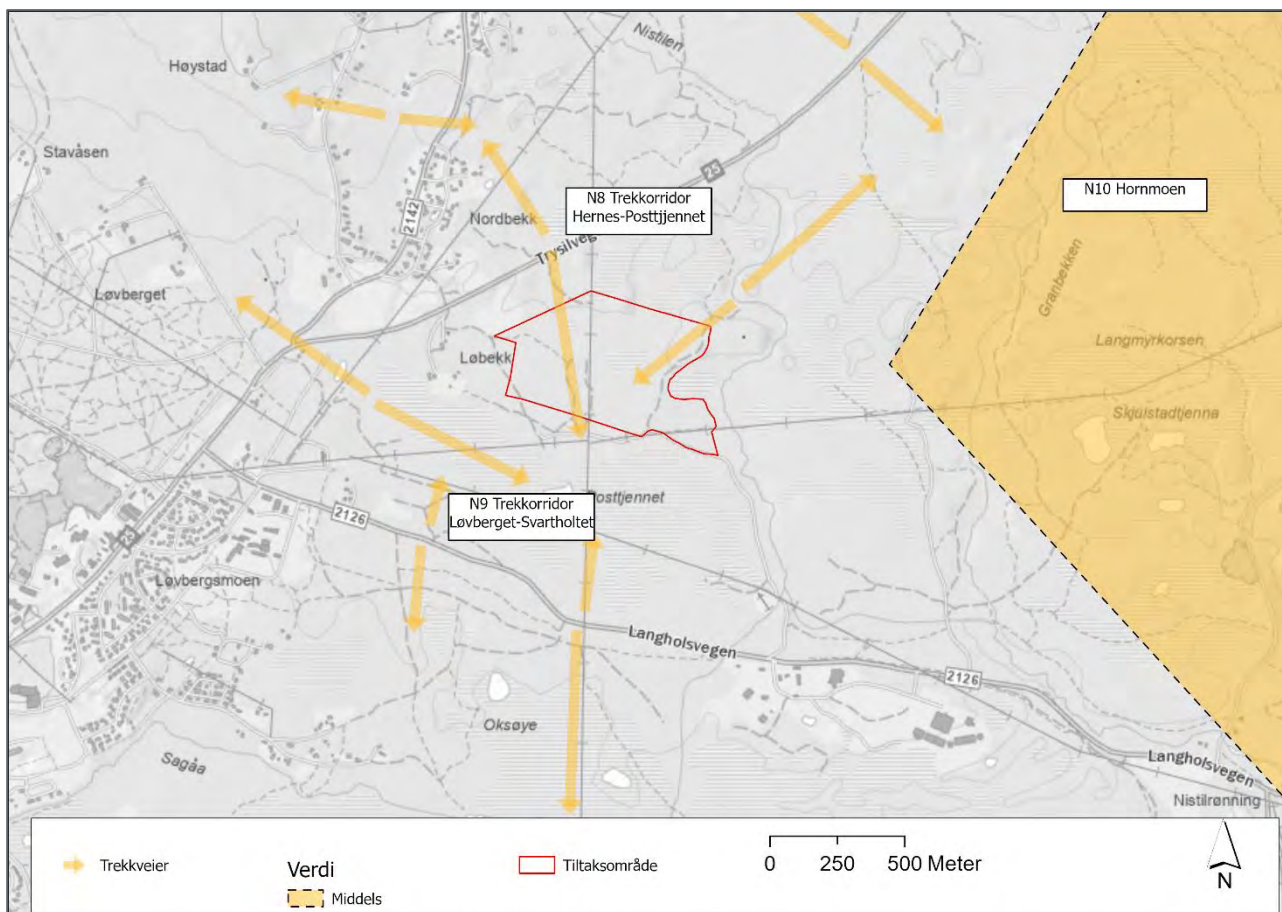 Nistilen
Høystad
Stavåsen
25
N8 Trekkorridor
Hernes-Posttjjennet
N10 Hornmoen
2142
Nordbekk
Trysilveg
Løvberget
Granbekken
Langmyrkorsen
Løbekk
Skjulstadtjenna
Posttjennet
N9 Trekkorridor
Løvberget-Svartholtet
2126
25
Løvbergsmoen
Langholsvegen
2126
Oksøye
Langholsvegen
Sagåa
Nistilrønning
Trekkveier
Verdi
Middels
Tiltaksområde
0 250 500 Meter
N